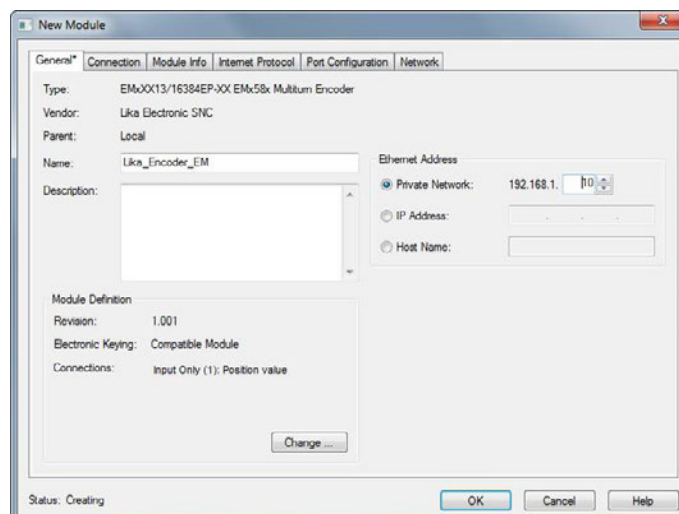 New Module
General* Connection Module Info Internet Protocol Port Configuration Network
Type: EMxXX13/16384EP-XX EMx58x Multiturn Encoder
Vendor: Lika Electronic SNC
Parent: Local
Name: Lika_Encoder_EM
Description:
Ethernet Address
Private Network: 192.168.1. 10
IP Address: . . .
Host Name:
Module Definition
Revision: 1.001
Electronic Keying: Compatible Module
Connections: Input Only (1): Position value
Change ...
Status: Creating
OK Cancel Help